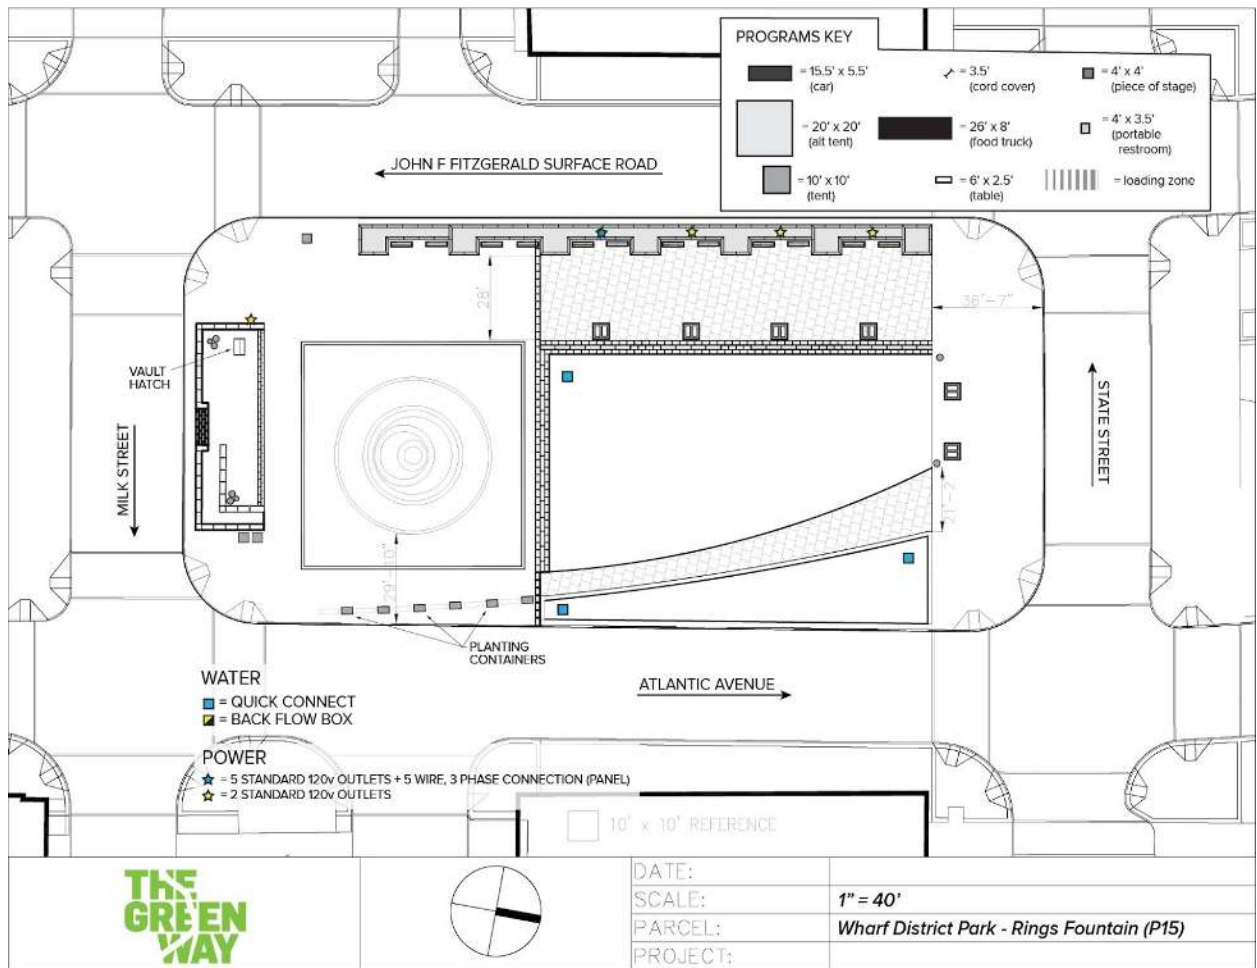 PROGRAMS KEY
= 15.5' x 5.5'
(car)
= 3.5'
(cord cover)
= 4' x 4'
(piece of stage)
= 20' x 20'
(alt tent)
= 26' x 8'
(food truck)
= 4' x 3.5'
(portable
restroom)
= 10' x 10'
(tent)
= 6' x 2.5'
(table)
= loading zone
JOHN F FITZGERALD SURFACE ROAD
28'
36'-7"
VAULT
HATCH
MILK STREET
STATE STREET
PLANTING
CONTAINERS
WATER
= QUICK CONNECT
= BACK FLOW BOX
ATLANTIC AVENUE
POWER
= 5 STANDARD 120v OUTLETS + 5 WIRE, 3 PHASE CONNECTION (PANEL)
= 2 STANDARD 120v OUTLETS
10' x 10' REFERENCE
THE
GREEN
WAY
DATE:
SCALE: 1" = 40'
PARCEL: Wharf District Park - Rings Fountain (P15)
PROJECT: